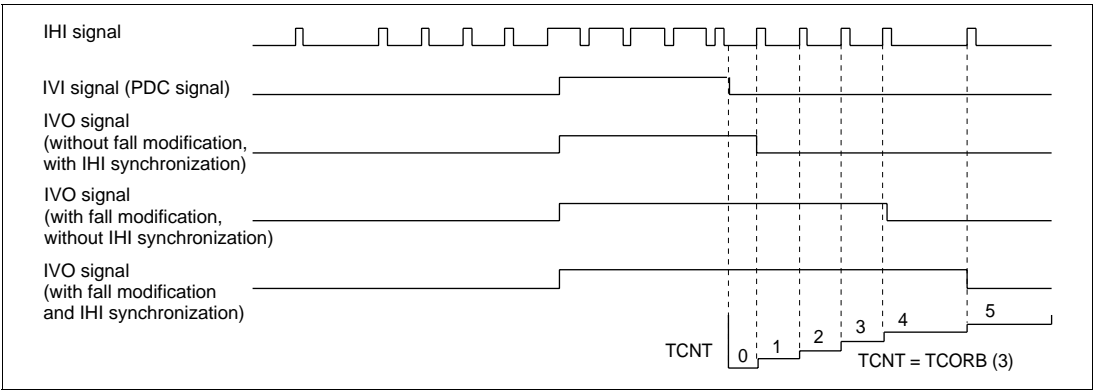 IHI signal
IVI signal (PDC signal)
IVO signal
(without fall modification,
with IHI synchronization)
IVO signal
(with fall modification,
without IHI synchronization)
IVO signal
(with fall modification
and IHI synchronization)
TCNT 0 1 2 3 4 5
TCNT = TCORB (3)